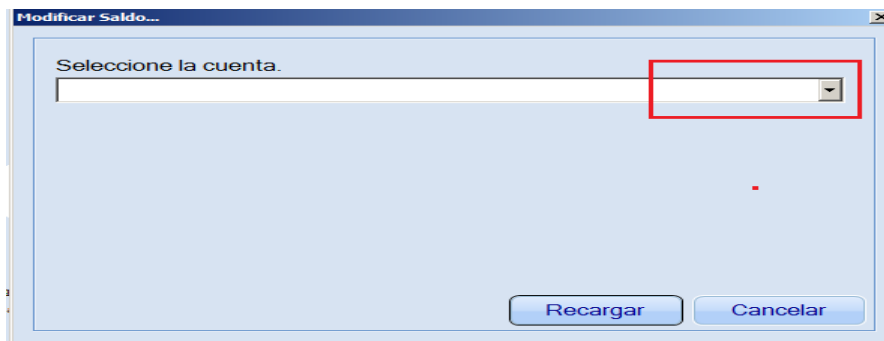 Modificar Saldo...
Seleccione la cuenta.
Recargar
Cancelar